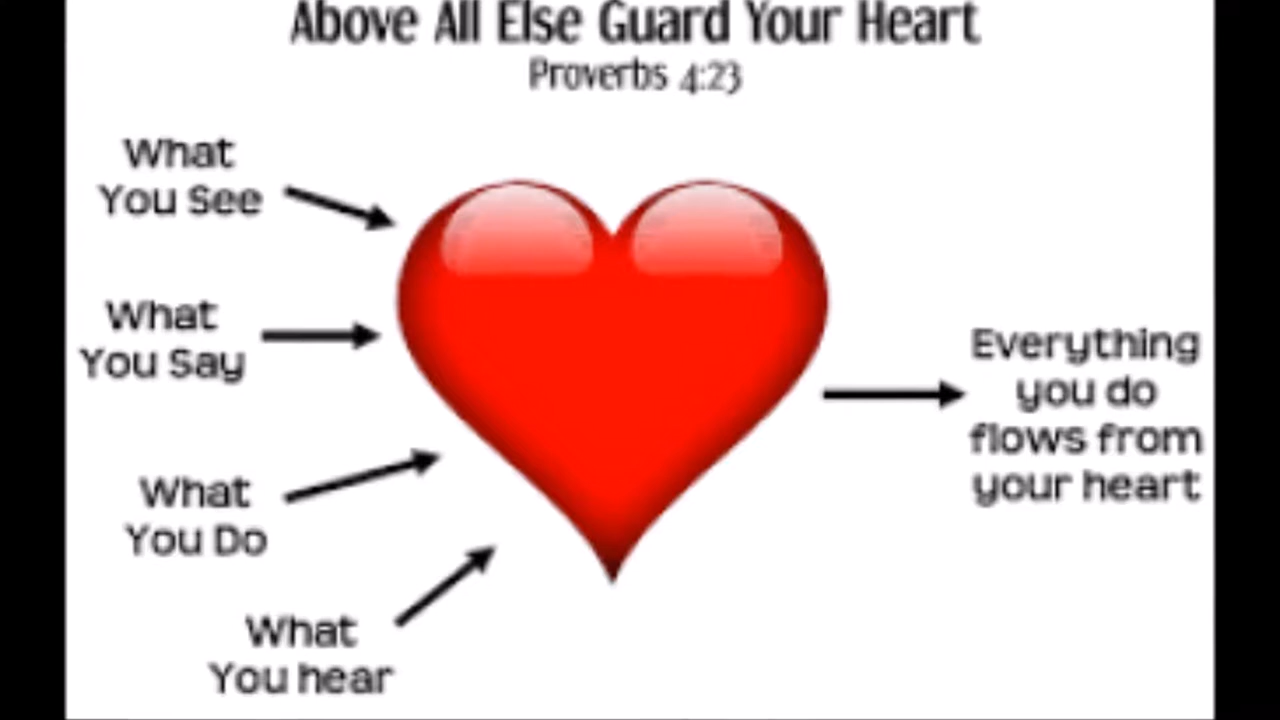 Above All Else Guard Your Heart
Proverbs 4:23
What
You See
What
You Say
What
You Do
What
You hear
Everything
you do
flows from
your heart